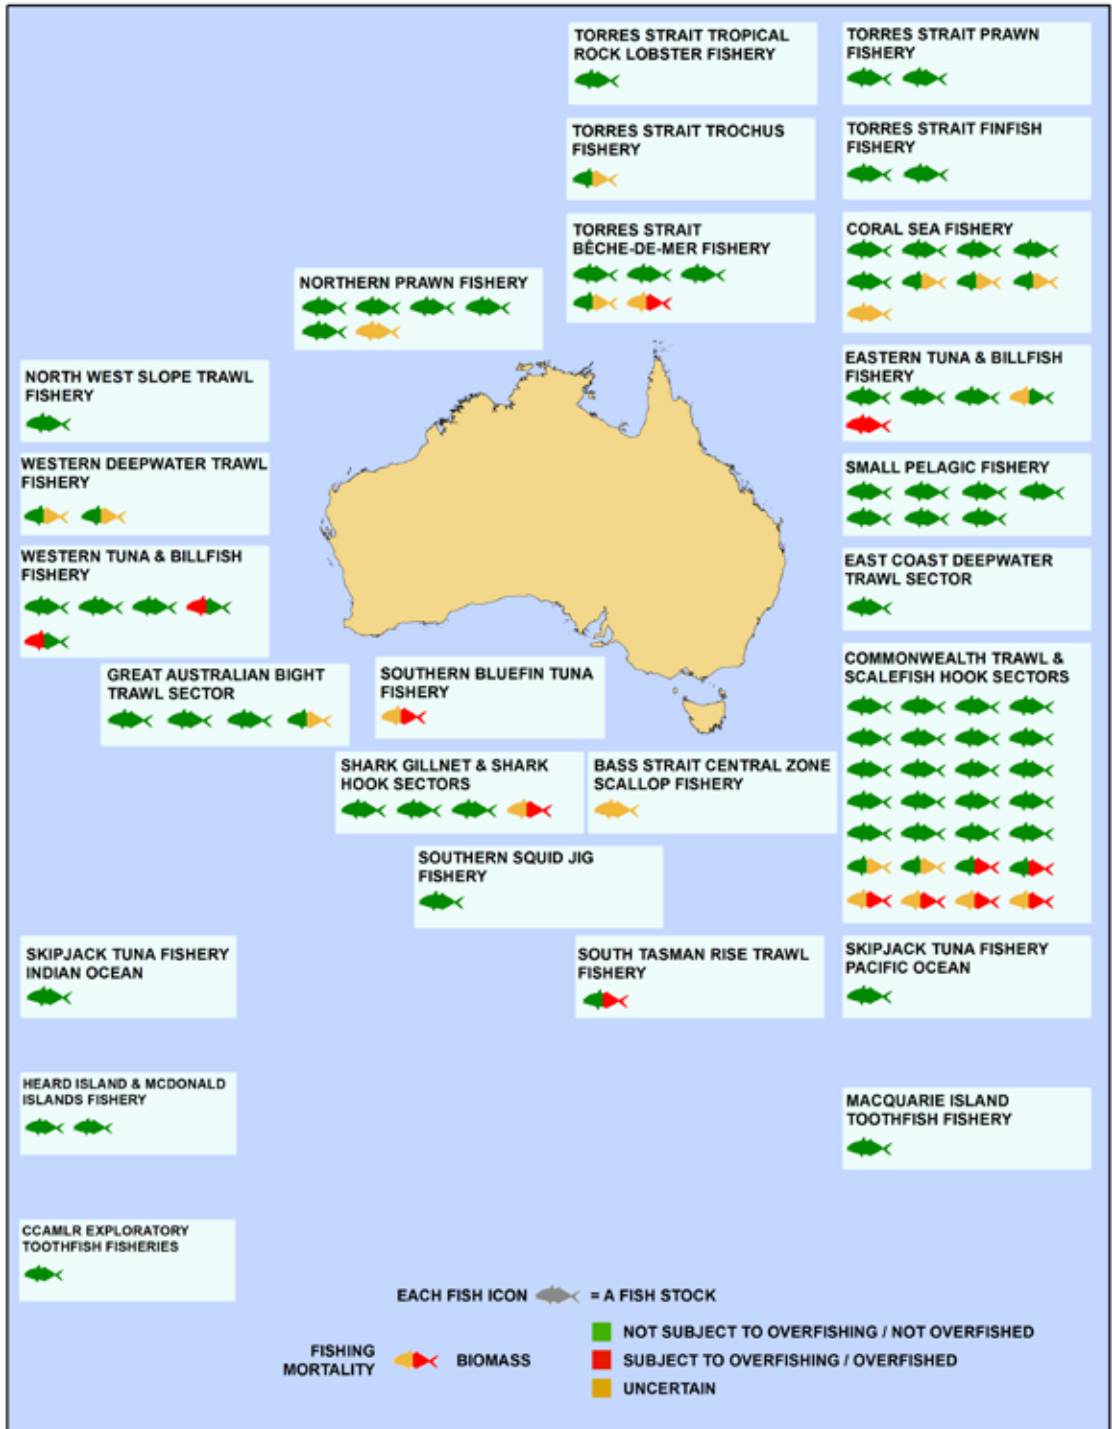 TORRES STRAIT TROPICAL
ROCK LOBSTER FISHERY
TORRES STRAIT PRAWN
FISHERY
TORRES STRAIT TROCHUS
FISHERY
TORRES STRAIT FINFISH
FISHERY
TORRES STRAIT
BÊCHE-DE-MER FISHERY
CORAL SEA FISHERY
NORTHERN PRAWN FISHERY
EASTERN TUNA & BILLFISH
FISHERY
NORTH WEST SLOPE TRAWL
FISHERY
WESTERN DEEPWATER TRAWL
FISHERY
SMALL PELAGIC FISHERY
WESTERN TUNA & BILLFISH
FISHERY
EAST COAST DEEPWATER
TRAWL SECTOR
GREAT AUSTRALIAN BIGHT
TRAWL SECTOR
SOUTHERN BLUEFIN TUNA
FISHERY
COMMONWEALTH TRAWL &
SCALEFISH HOOK SECTORS
SHARK GILLNET & SHARK
HOOK SECTORS
BASS STRAIT CENTRAL ZONE
SCALLOP FISHERY
SOUTHERN SQUID JIG
FISHERY
SKIPJACK TUNA FISHERY
INDIAN OCEAN
SOUTH TASMAN RISE TRAWL
FISHERY
SKIPJACK TUNA FISHERY
PACIFIC OCEAN
HEARD ISLAND & MCDONALD
ISLANDS FISHERY
MACQUARIE ISLAND
TOOTHFISH FISHERY
CCAMLR EXPLORATORY
TOOTHFISH FISHERIES
EACH FISH ICON = A FISH STOCK
FISHING
MORTALITY
BIOMASS
NOT SUBJECT TO OVERFISHING / NOT OVERFISHED
SUBJECT TO OVERFISHING / OVERFISHED
UNCERTAIN